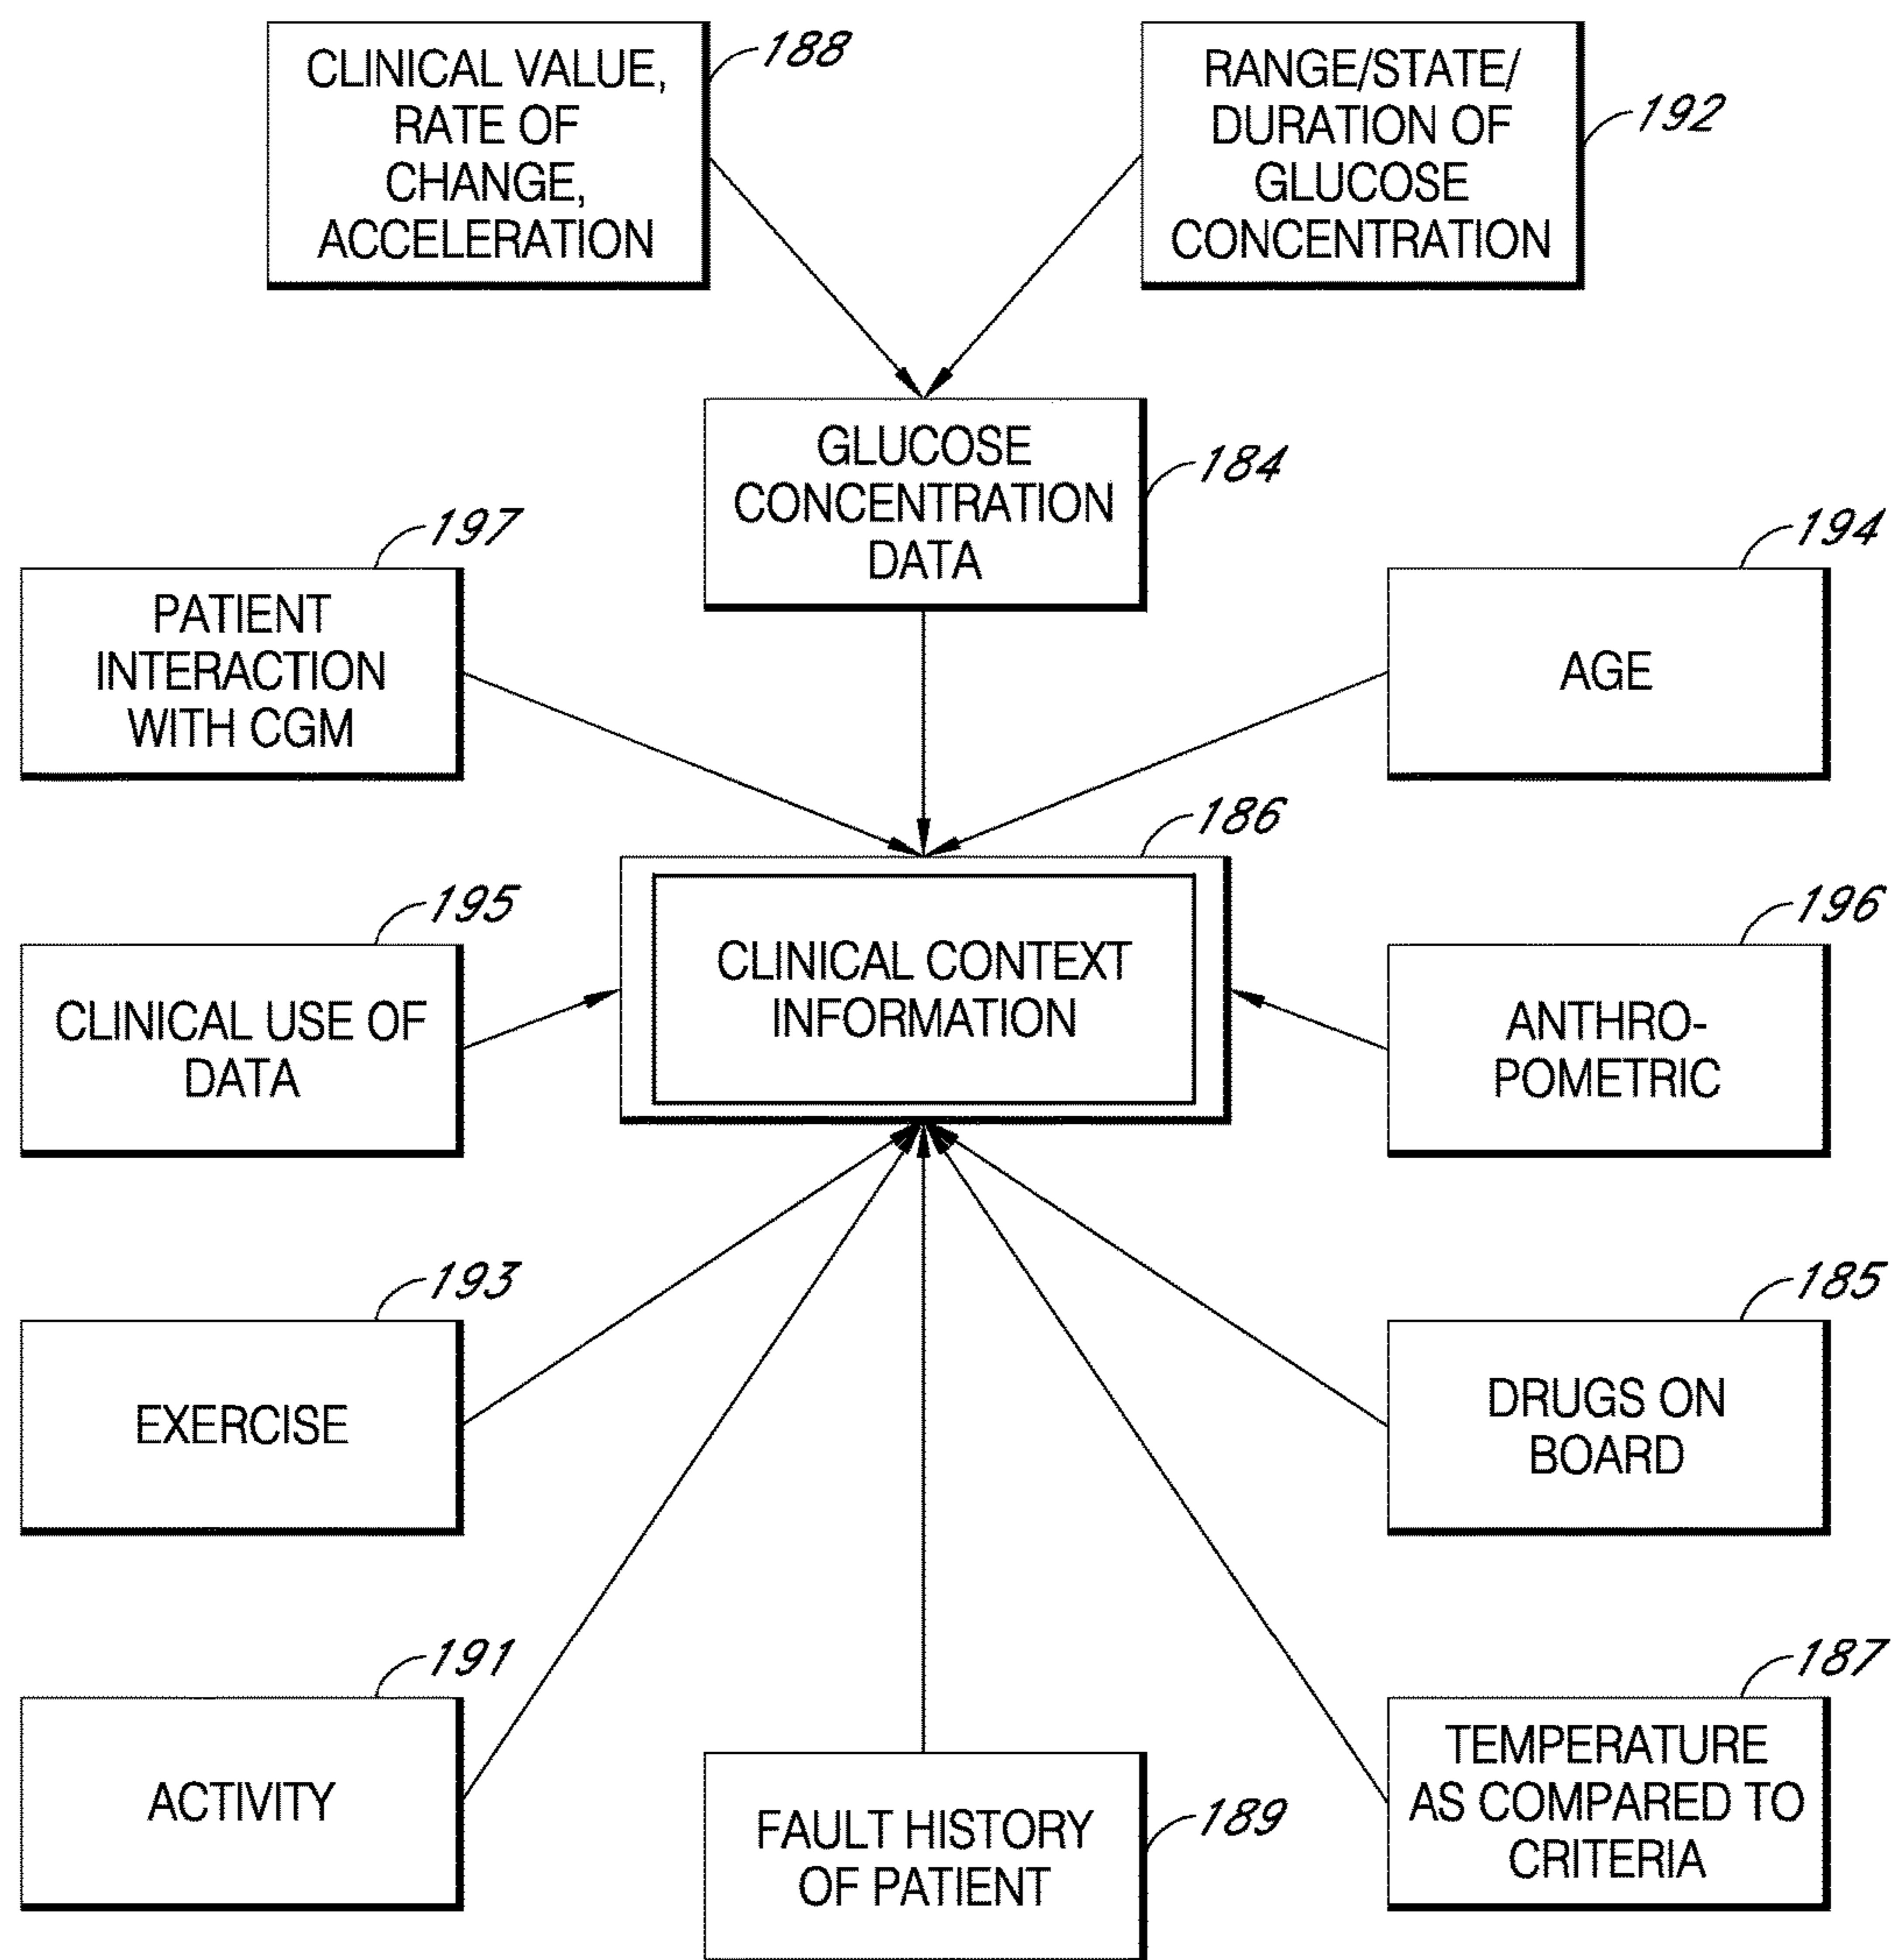 CLINICAL VALUE,
RATE OF
CHANGE,
ACCELERATION
188
RANGE/STATE/
DURATION OF
GLUCOSE
CONCENTRATION
192
GLUCOSE
CONCENTRATION
DATA
184
197
PATIENT
INTERACTION
WITH CGM
194
AGE
186
CLINICAL CONTEXT
INFORMATION
195
CLINICAL USE OF
DATA
196
ANTHRO-
POMETRIC
193
EXERCISE
185
DRUGS ON
BOARD
191
ACTIVITY
FAULT HISTORY
OF PATIENT
189
187
TEMPERATURE
AS COMPARED TO
CRITERIA